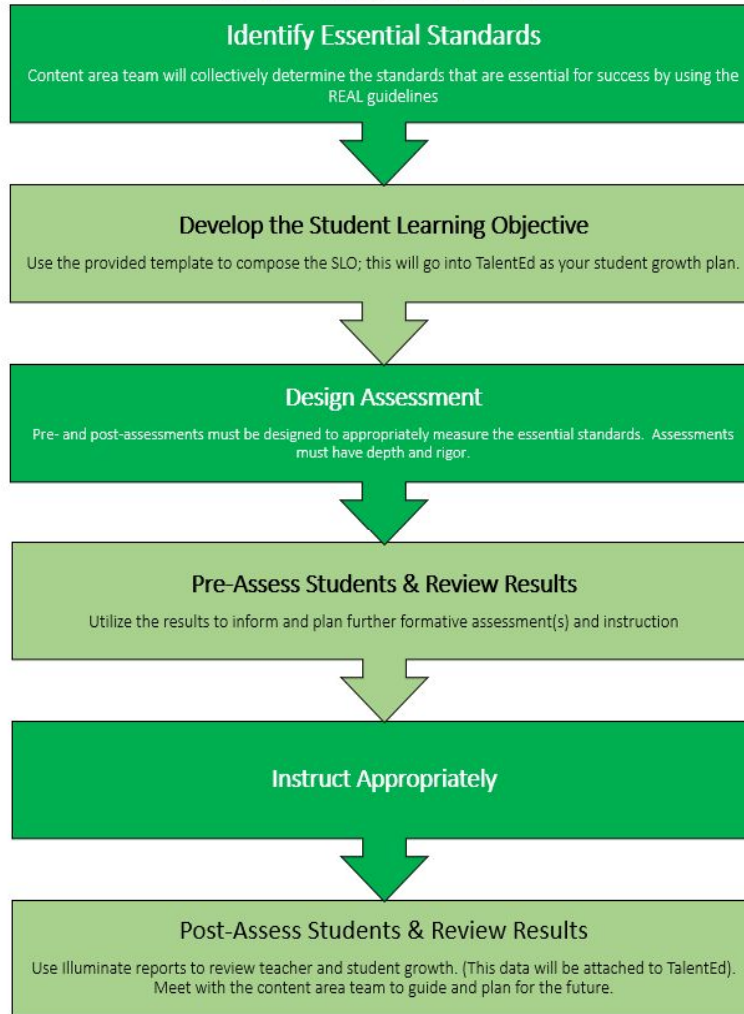 Identify Essential Standards
Content area team will collectively determine the standards that are essential for success by using the
REAL guidelines
Develop the Student Learning Objective
Use the provided template to compose the SLO; this will go into TalentEd as your student growth plan.
Design Assessment
Pre- and post-assessments must be designed to appropriately measure the essential standards.  Assessments
must have depth and rigor.
Pre-Assess Students & Review Results
Utilize the results to inform and plan further formative assessment(s) and instruction
Instruct Appropriately
Post-Assess Students & Review Results
Use Illuminate reports to review teacher and student growth. (This data will be attached to TalentEd).
Meet with the content area team to guide and plan for the future.